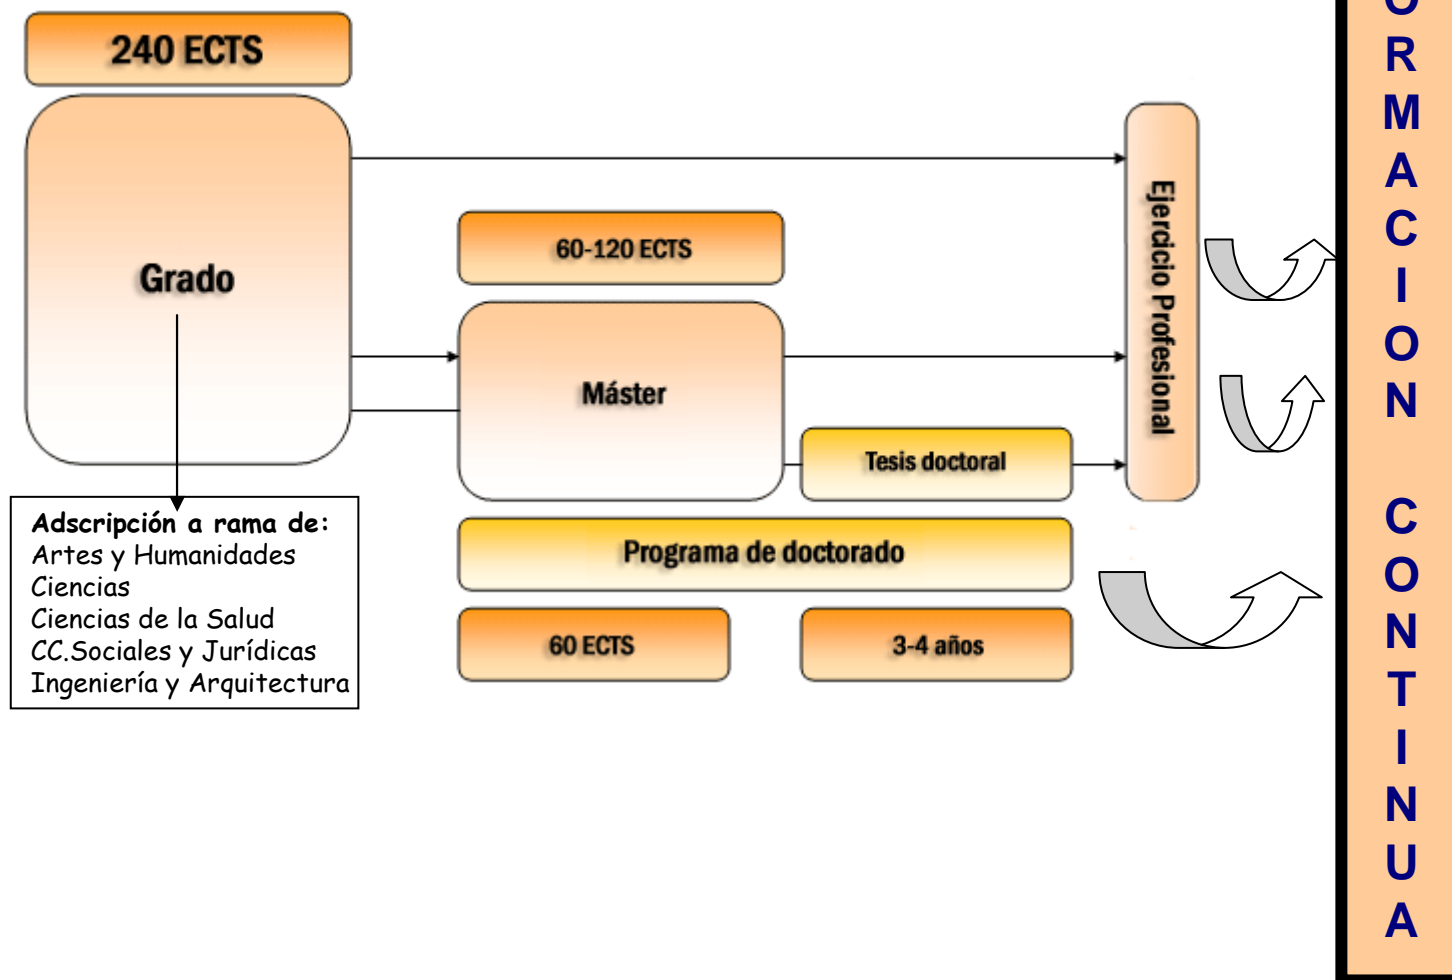 240 ECTS
Grado
60-120 ECTS
Máster
Tesis doctoral
Programa de doctorado
60 ECTS
3-4 años
Ejercicio Profesional
Adscripción a rama de:
Artes y Humanidades
Ciencias
Ciencias de la Salud
CC.Sociales y Jurídicas
Ingeniería y Arquitectura
O
R
M
A
C
I
O
N
C
O
N
T
I
N
U
A